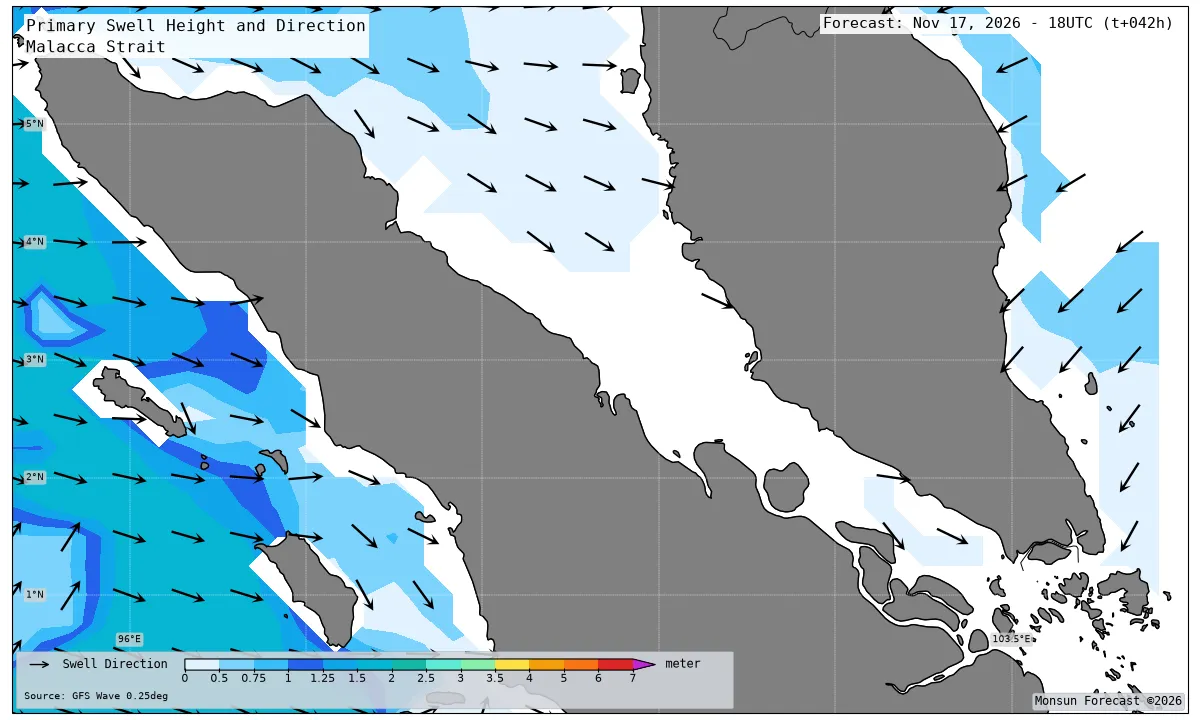 Primary Swell Height and Direction
Malacca Strait
Forecast: Nov 17, 2026 - 18UTC (t+042h)
5°N
4°N
3°N
2°N
1°N
96°E
103.5°E
Swell Direction
meter
0 0.5 0.75 1 1.25 1.5 2 2.5 3 3.5 4 5 6 7
Source: GFS Wave 0.25deg
Monsun Forecast ©2026